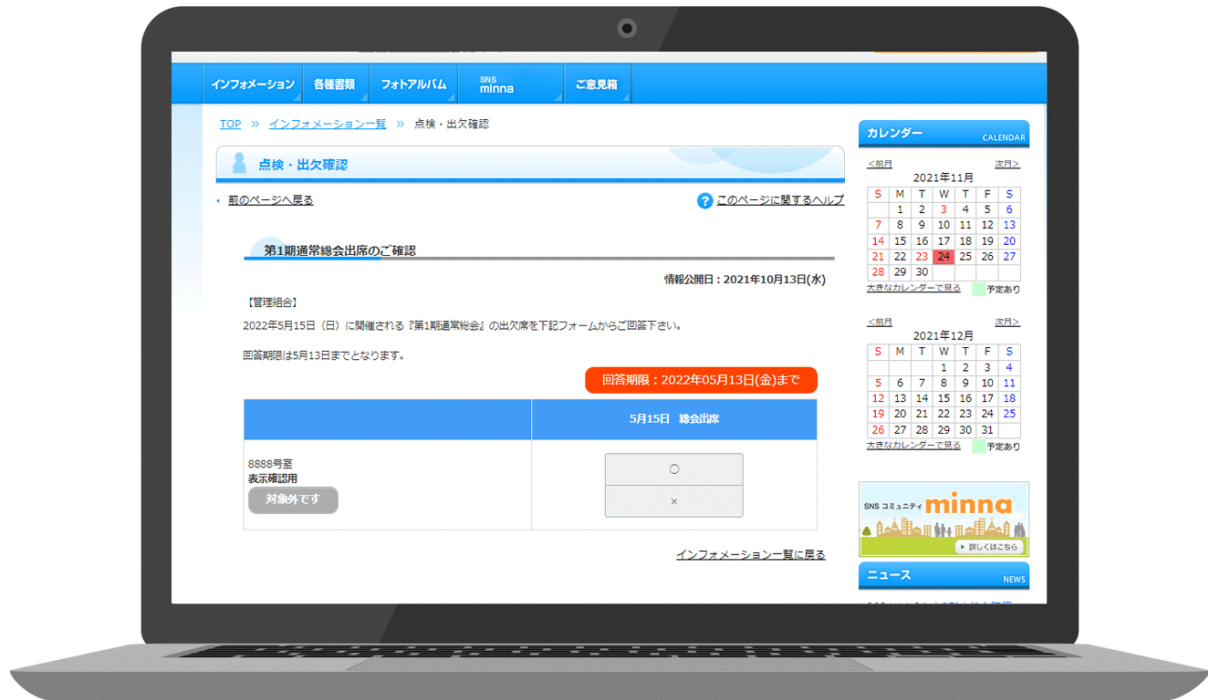 インフォメーション
各種書類
フォトアルバム
SNS
minna
ご意見箱
TOP » インフォメーション一覧 » 点検・出欠確認
点検・出欠確認
前のページへ戻る
? このページに関するヘルプ
第1期通常総会出席のご確認
情報公開日：2021年10月13日(水)
【管理組合】
2022年5月15日（日）に開催される『第1期通常総会』の出欠席を下記フォームからご回答下さい。
回答期限は5月13日までとなります。
回答期限：2022年05月13日(金)まで
5月15日 総会出席
8888号室
表示確認用
対象外です
○
×
インフォメーション一覧に戻る
カレンダー
CALENDAR
<前月 次月>
2021年11月
S M T W T F S
1 2 3 4 5 6
7 8 9 10 11 12 13
14 15 16 17 18 19 20
21 22 23 24 25 26 27
28 29 30
大きなカレンダーで見る 予定あり
<前月 次月>
2021年12月
S M T W T F S
1 2 3 4
5 6 7 8 9 10 11
12 13 14 15 16 17 18
19 20 21 22 23 24 25
26 27 28 29 30 31
大きなカレンダーで見る 予定あり
SNS コミュニティ minna
詳しくはこちら
ニュース
NEWS